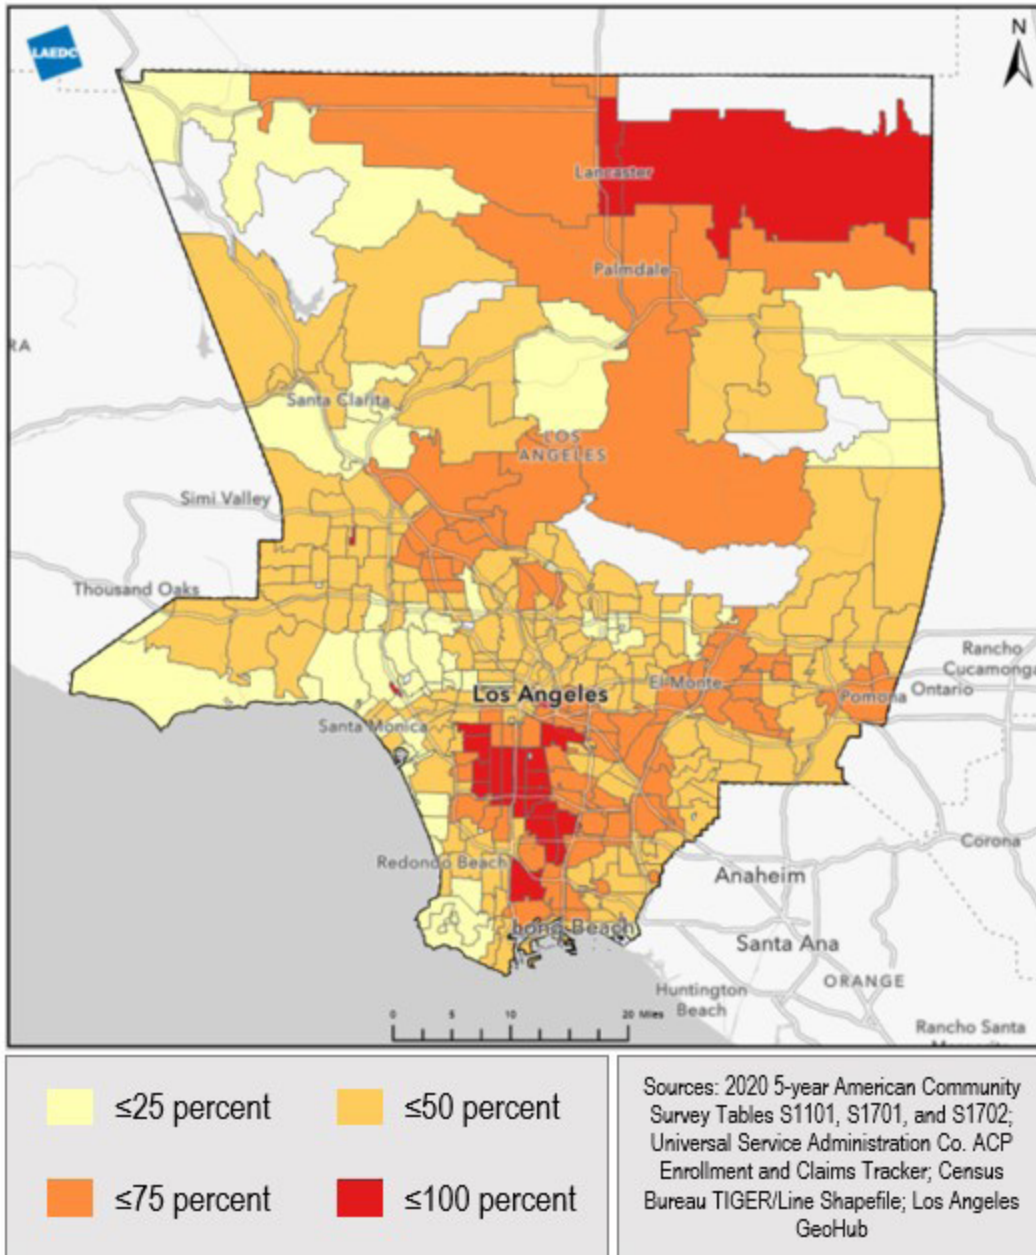 LAEDC
N
Lancaster
Palmdale
RA
Santa Clarita
LOS
ANGELES
Simi Valley
Thousand Oaks
Rancho
Cucamonga
El Monte
Los Angeles
Pomona
Ontario
Santa Monica
Redondo Beach
Corona
Anaheim
Long Beach
Santa Ana
ORANGE
Huntington
Beach
0 5 10 20 Miles
Rancho Santa
≤25 percent
≤50 percent
≤75 percent
≤100 percent
Sources: 2020 5-year American Community
Survey Tables S1101, S1701, and S1702;
Universal Service Administration Co. ACP
Enrollment and Claims Tracker; Census
Bureau TIGER/Line Shapefile; Los Angeles
GeoHub